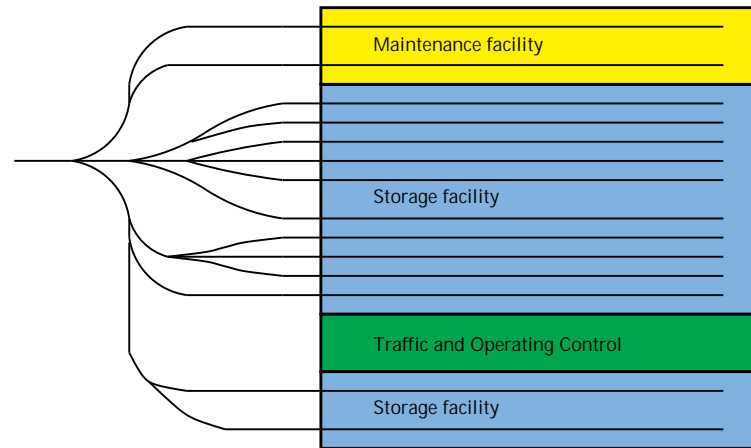 Maintenance facility
Storage facility
Traffic and Operating Control
Storage facility